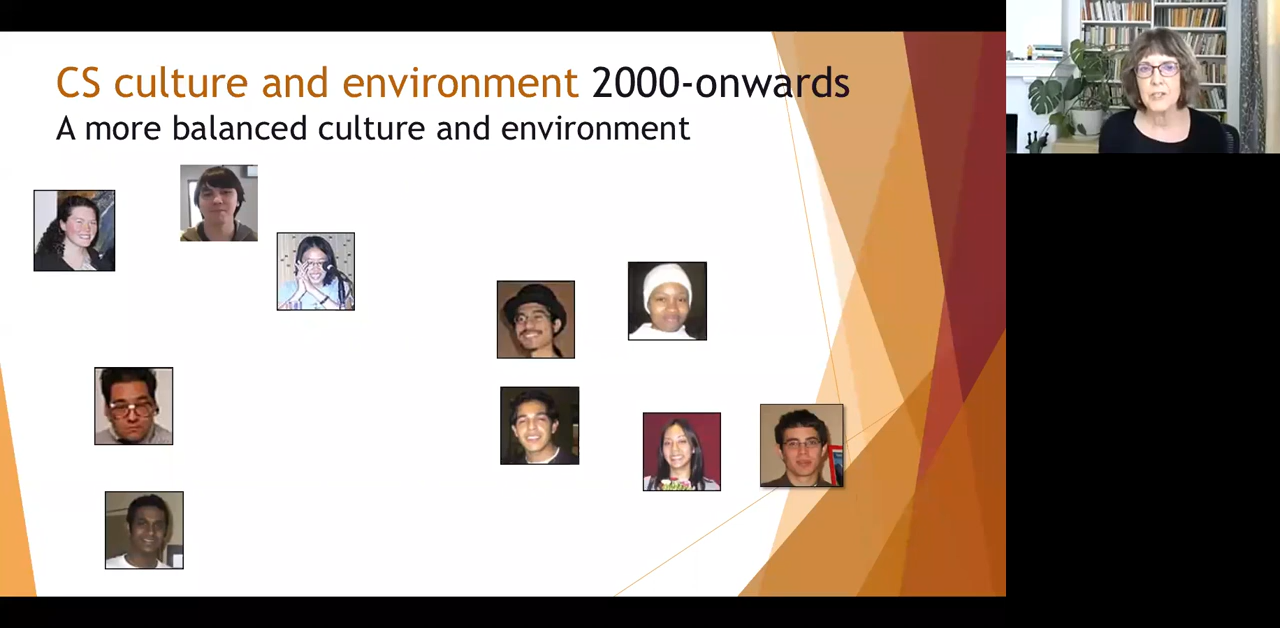 CS culture and environment 2000-onwards
A more balanced culture and environment